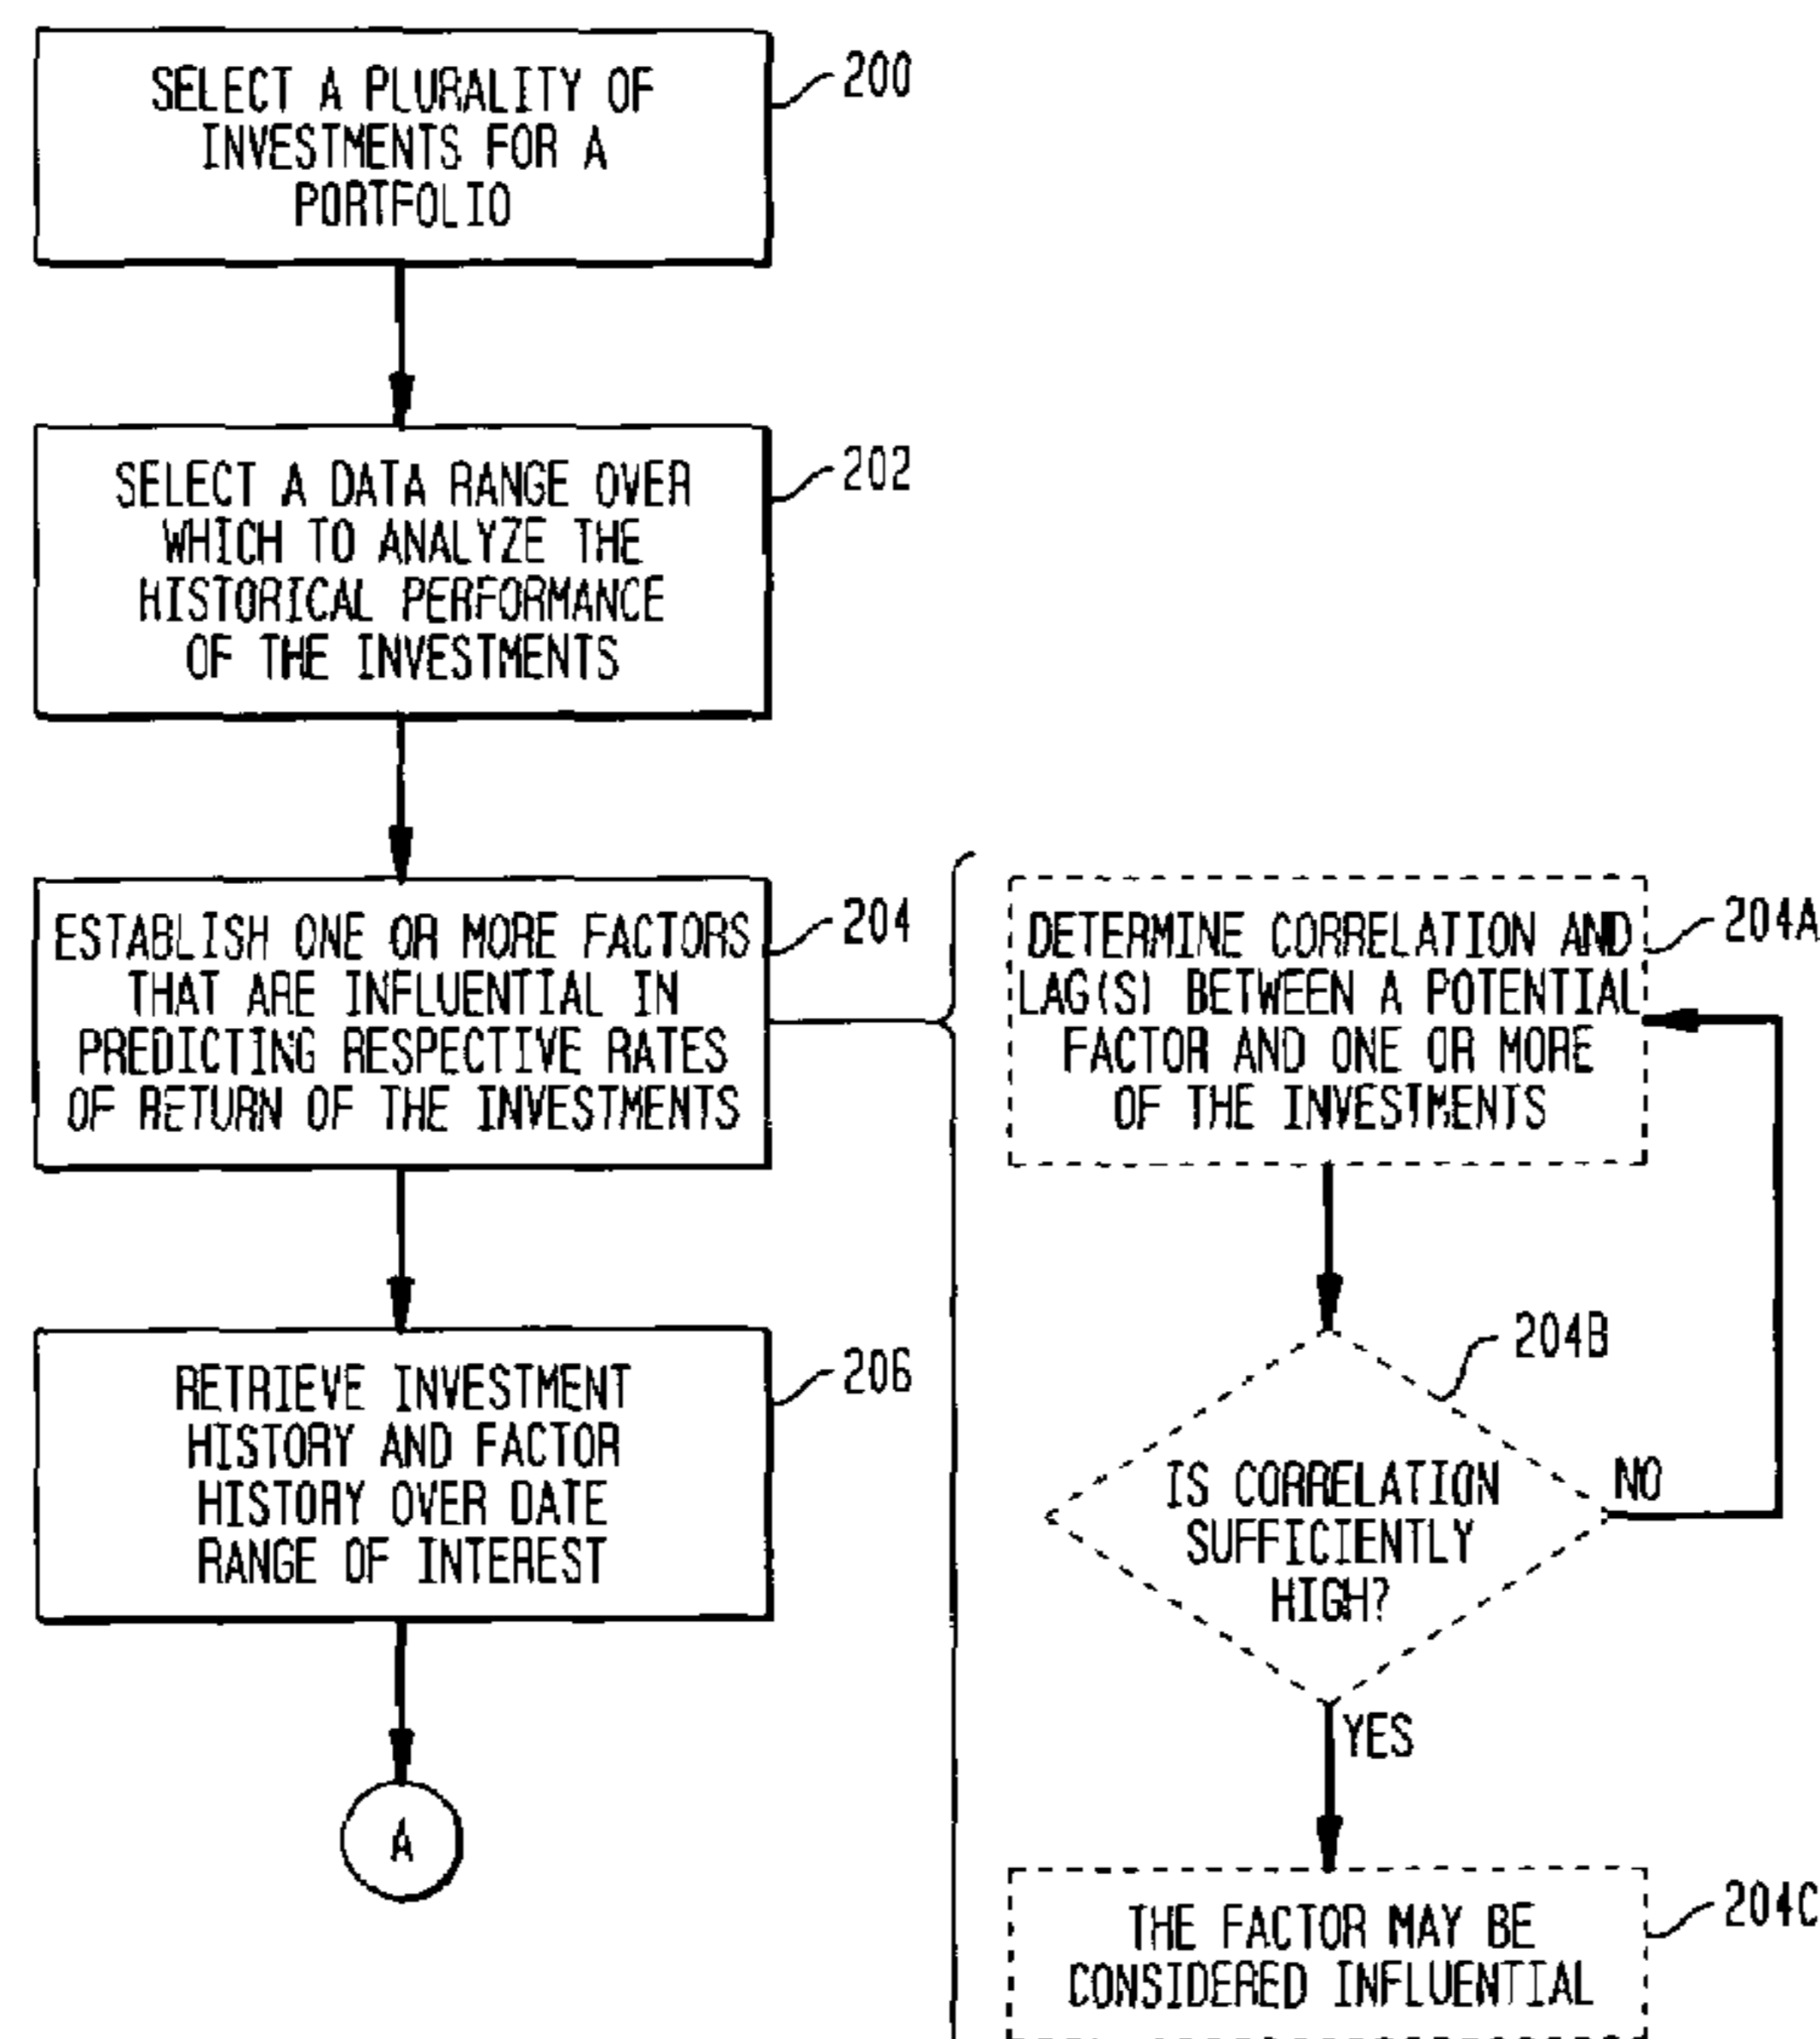 SELECT A PLURALITY OF
INVESTMENTS FOR A
PORTFOLIO
200
SELECT A DATA RANGE OVER
WHICH TO ANALYZE THE
HISTORICAL PERFORMANCE
OF THE INVESTMENTS
202
ESTABLISH ONE OR MORE FACTORS
THAT ARE INFLUENTIAL IN
PREDICTING RESPECTIVE RATES
OF RETURN OF THE INVESTMENTS
204
RETRIEVE INVESTMENT
HISTORY AND FACTOR
HISTORY OVER DATE
RANGE OF INTEREST
206
A
DETERMINE CORRELATION AND
LAG(S) BETWEEN A POTENTIAL
FACTOR AND ONE OR MORE
OF THE INVESTMENTS
204A
IS CORRELATION
SUFFICIENTLY
HIGH?
204B
NO
YES
THE FACTOR MAY BE
CONSIDERED INFLUENTIAL
204C